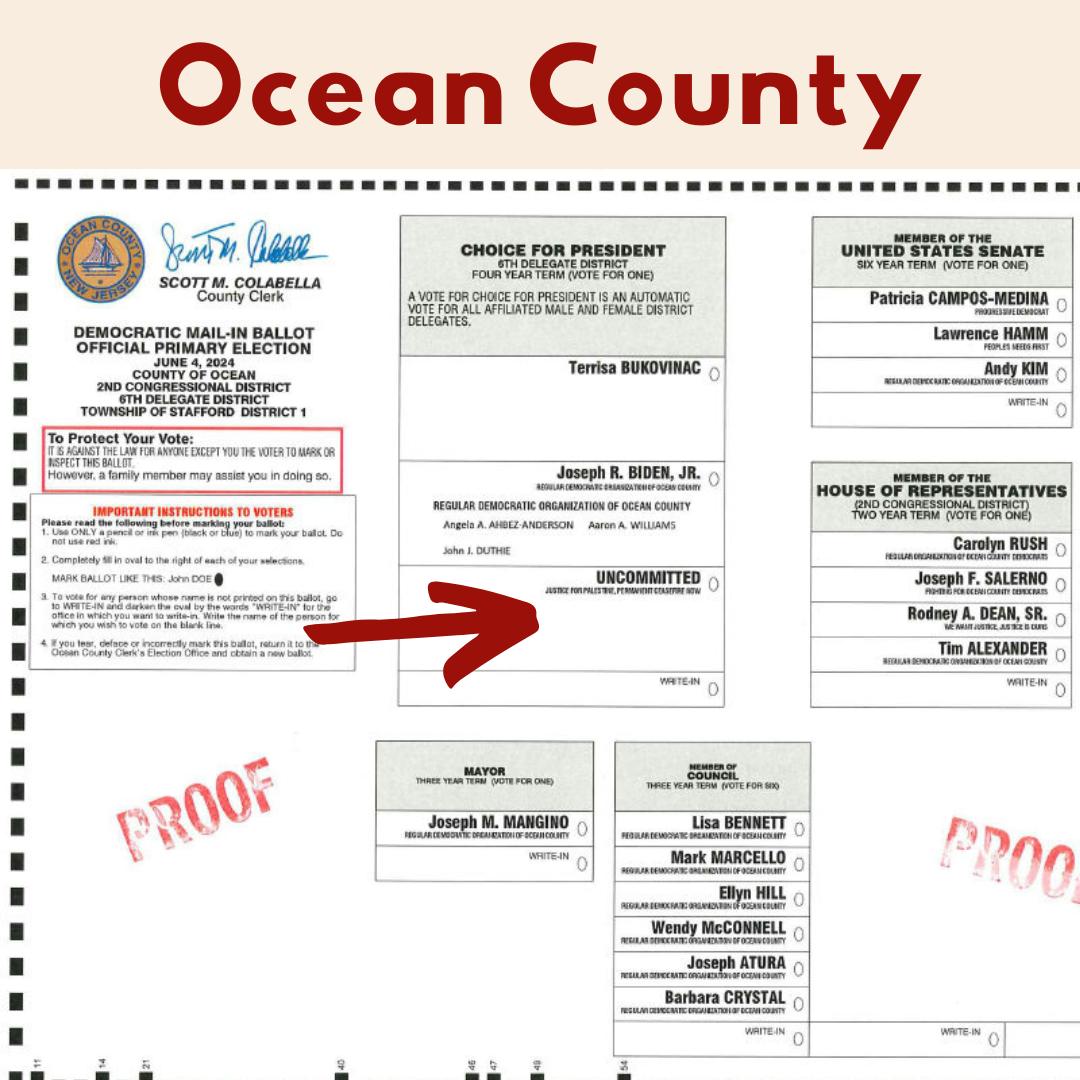 Ocean County
OCEAN COUNTY
NEW JERSEY
Scott M. Colabella
SCOTT M. COLABELLA
County Clerk
DEMOCRATIC MAIL-IN BALLOT
OFFICIAL PRIMARY ELECTION
JUNE 4, 2024
COUNTY OF OCEAN
2ND CONGRESSIONAL DISTRICT
6TH DELEGATE DISTRICT
TOWNSHIP OF STAFFORD DISTRICT 1
To Protect Your Vote:
IT IS AGAINST THE LAW FOR ANYONE EXCEPT YOU THE VOTER TO MARK OR
INSPECT THIS BALLOT.
However, a family member may assist you in doing so.
IMPORTANT INSTRUCTIONS TO VOTERS
Please read the following before marking your ballot:
1. Use ONLY a pencil or ink pen (black or blue) to mark your ballot. Do
not use red ink.
2. Completely fill in oval to the right of each of your selections.
MARK BALLOT LIKE THIS: John DOE
3. To vote for any person whose name is not printed on this ballot, go
to WRITE-IN and darken the oval by the words "WRITE-IN" for the
office in which you want to write-in. Write the name of the person for
which you wish to vote on the blank line.
4. If you tear, deface or incorrectly mark this ballot, return it to the
Ocean County Clerk's Election Office and obtain a new ballot.
CHOICE FOR PRESIDENT
6TH DELEGATE DISTRICT
FOUR YEAR TERM (VOTE FOR ONE)
A VOTE FOR CHOICE FOR PRESIDENT IS AN AUTOMATIC
VOTE FOR ALL AFFILIATED MALE AND FEMALE DISTRICT
DELEGATES.
Terrisa BUKOVINAC
Joseph R. BIDEN, JR.
REGULAR DEMOCRATIC ORGANIZATION OF OCEAN COUNTY
REGULAR DEMOCRATIC ORGANIZATION OF OCEAN COUNTY
Angela A. AHBEZ-ANDERSON Aaron A. WILLIAMS
John J. DUTHIE
UNCOMMITTED
JUSTICE FOR PALESTINE, PERMANENT CEASEFIRE NOW
WRITE-IN
MEMBER OF THE
UNITED STATES SENATE
SIX YEAR TERM (VOTE FOR ONE)
Patricia CAMPOS-MEDINA
PROGRESSIVE DEMOCRAT
Lawrence HAMM
PEOPLE'S NEEDS FIRST
Andy KIM
REGULAR DEMOCRATIC ORGANIZATION OF OCEAN COUNTY
WRITE-IN
MEMBER OF THE
HOUSE OF REPRESENTATIVES
(2ND CONGRESSIONAL DISTRICT)
TWO YEAR TERM (VOTE FOR ONE)
Carolyn RUSH
REGULAR ORGANIZATION OF OCEAN COUNTY DEMOCRATS
Joseph F. SALERNO
FIGHTING FOR OCEAN COUNTY DEMOCRATS
Rodney A. DEAN, SR.
WE WANT JUSTICE, JUSTICE IS OURS
Tim ALEXANDER
REGULAR DEMOCRATIC ORGANIZATION OF OCEAN COUNTY
WRITE-IN
PROOF
MAYOR
THREE YEAR TERM (VOTE FOR ONE)
Joseph M. MANGINO
REGULAR DEMOCRATIC ORGANIZATION OF OCEAN COUNTY
WRITE-IN
MEMBER OF
COUNCIL
THREE YEAR TERM (VOTE FOR SIX)
Lisa BENNETT
REGULAR DEMOCRATIC ORGANIZATION OF OCEAN COUNTY
Mark MARCELLO
REGULAR DEMOCRATIC ORGANIZATION OF OCEAN COUNTY
Ellyn HILL
REGULAR DEMOCRATIC ORGANIZATION OF OCEAN COUNTY
Wendy McCONNELL
REGULAR DEMOCRATIC ORGANIZATION OF OCEAN COUNTY
Joseph ATURA
REGULAR DEMOCRATIC ORGANIZATION OF OCEAN COUNTY
Barbara CRYSTAL
REGULAR DEMOCRATIC ORGANIZATION OF OCEAN COUNTY
WRITE-IN
WRITE-IN
PROO
11 14 21 40 46 47 49 54